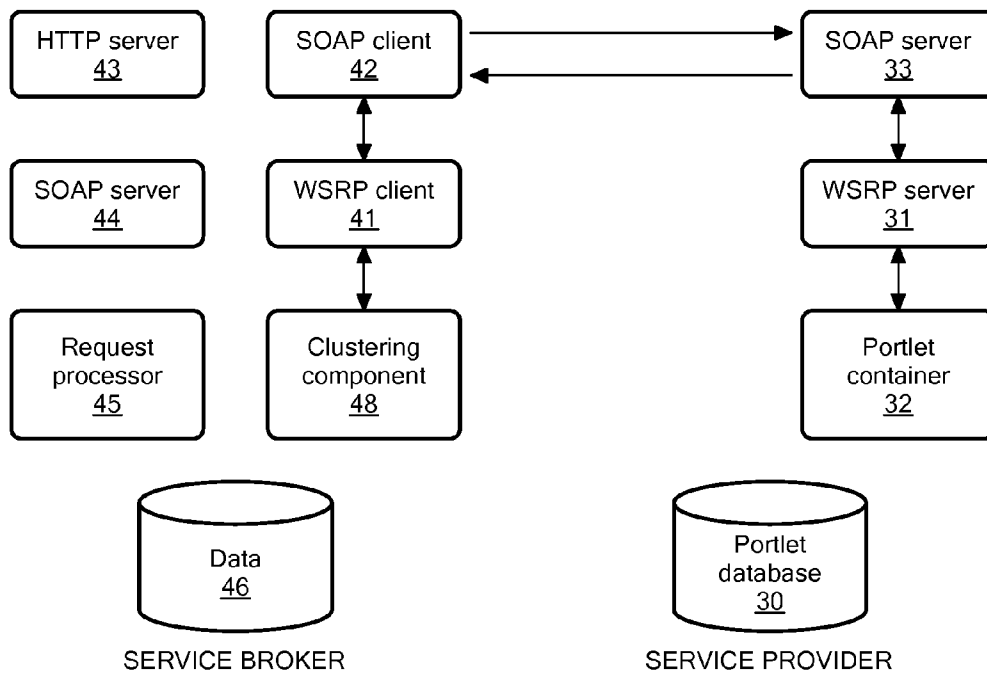 HTTP server
43
SOAP client
42
SOAP server
33
SOAP server
44
WSRP client
41
WSRP server
31
Request
processor
45
Clustering
component
48
Portlet
container
32
Data
46
Portlet
database
30
SERVICE BROKER
SERVICE PROVIDER